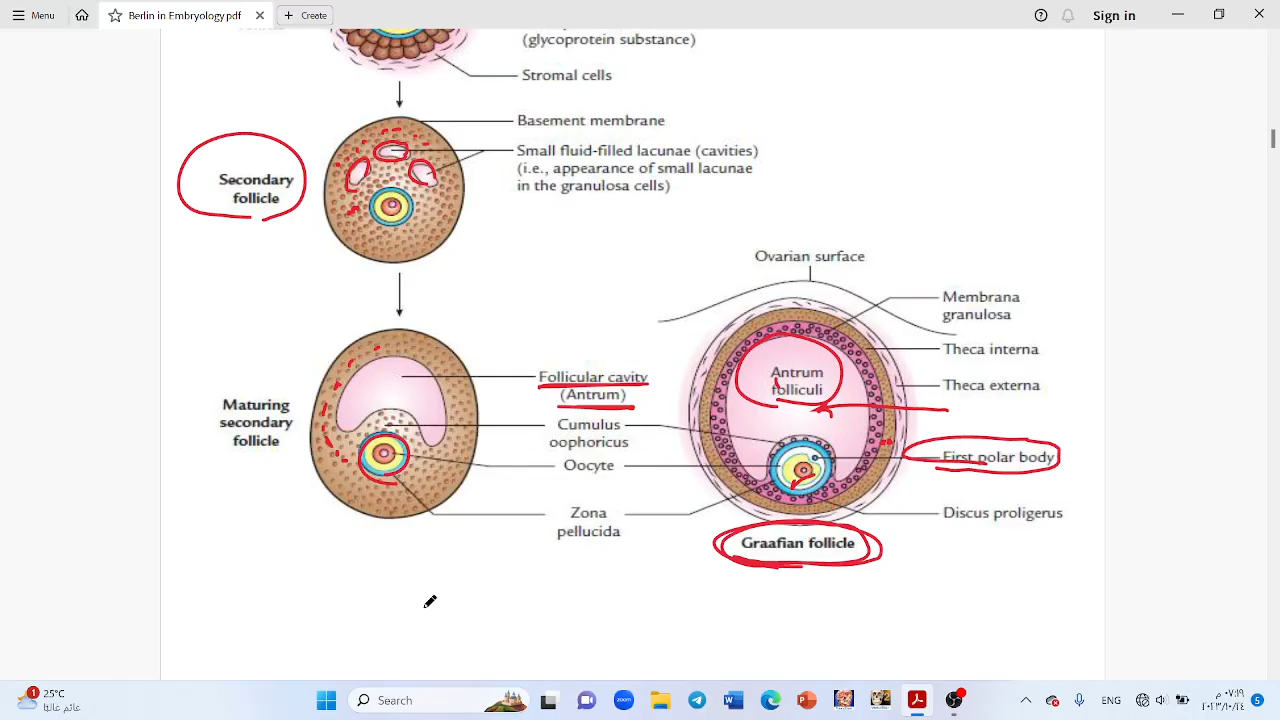 Menu
Berlin in Embryology.pdf
Create
Sign in
(glycoprotein substance)
Stromal cells
Basement membrane
Small fluid-filled lacunae (cavities)
(i.e., appearance of small lacunae
in the granulosa cells)
Secondary
follicle
Ovarian surface
Membrana
granulosa
Theca interna
Theca externa
Antrum
folliculi
Follicular cavity
(Antrum)
Maturing
secondary
follicle
Cumulus
oophoricus
Oocyte
First polar body
Zona
pellucida
Discus proligerus
Graafian follicle
1
25°C
Search
zoom
ENG
5